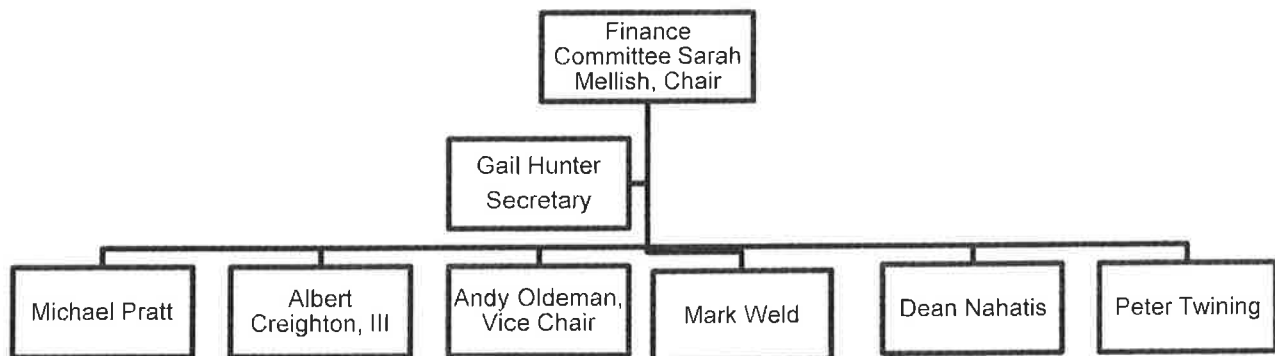 Finance
Committee Sarah
Mellish, Chair
Gail Hunter
Secretary
Michael Pratt
Albert
Creighton, III
Andy Oldeman,
Vice Chair
Mark Weld
Dean Nahatis
Peter Twining